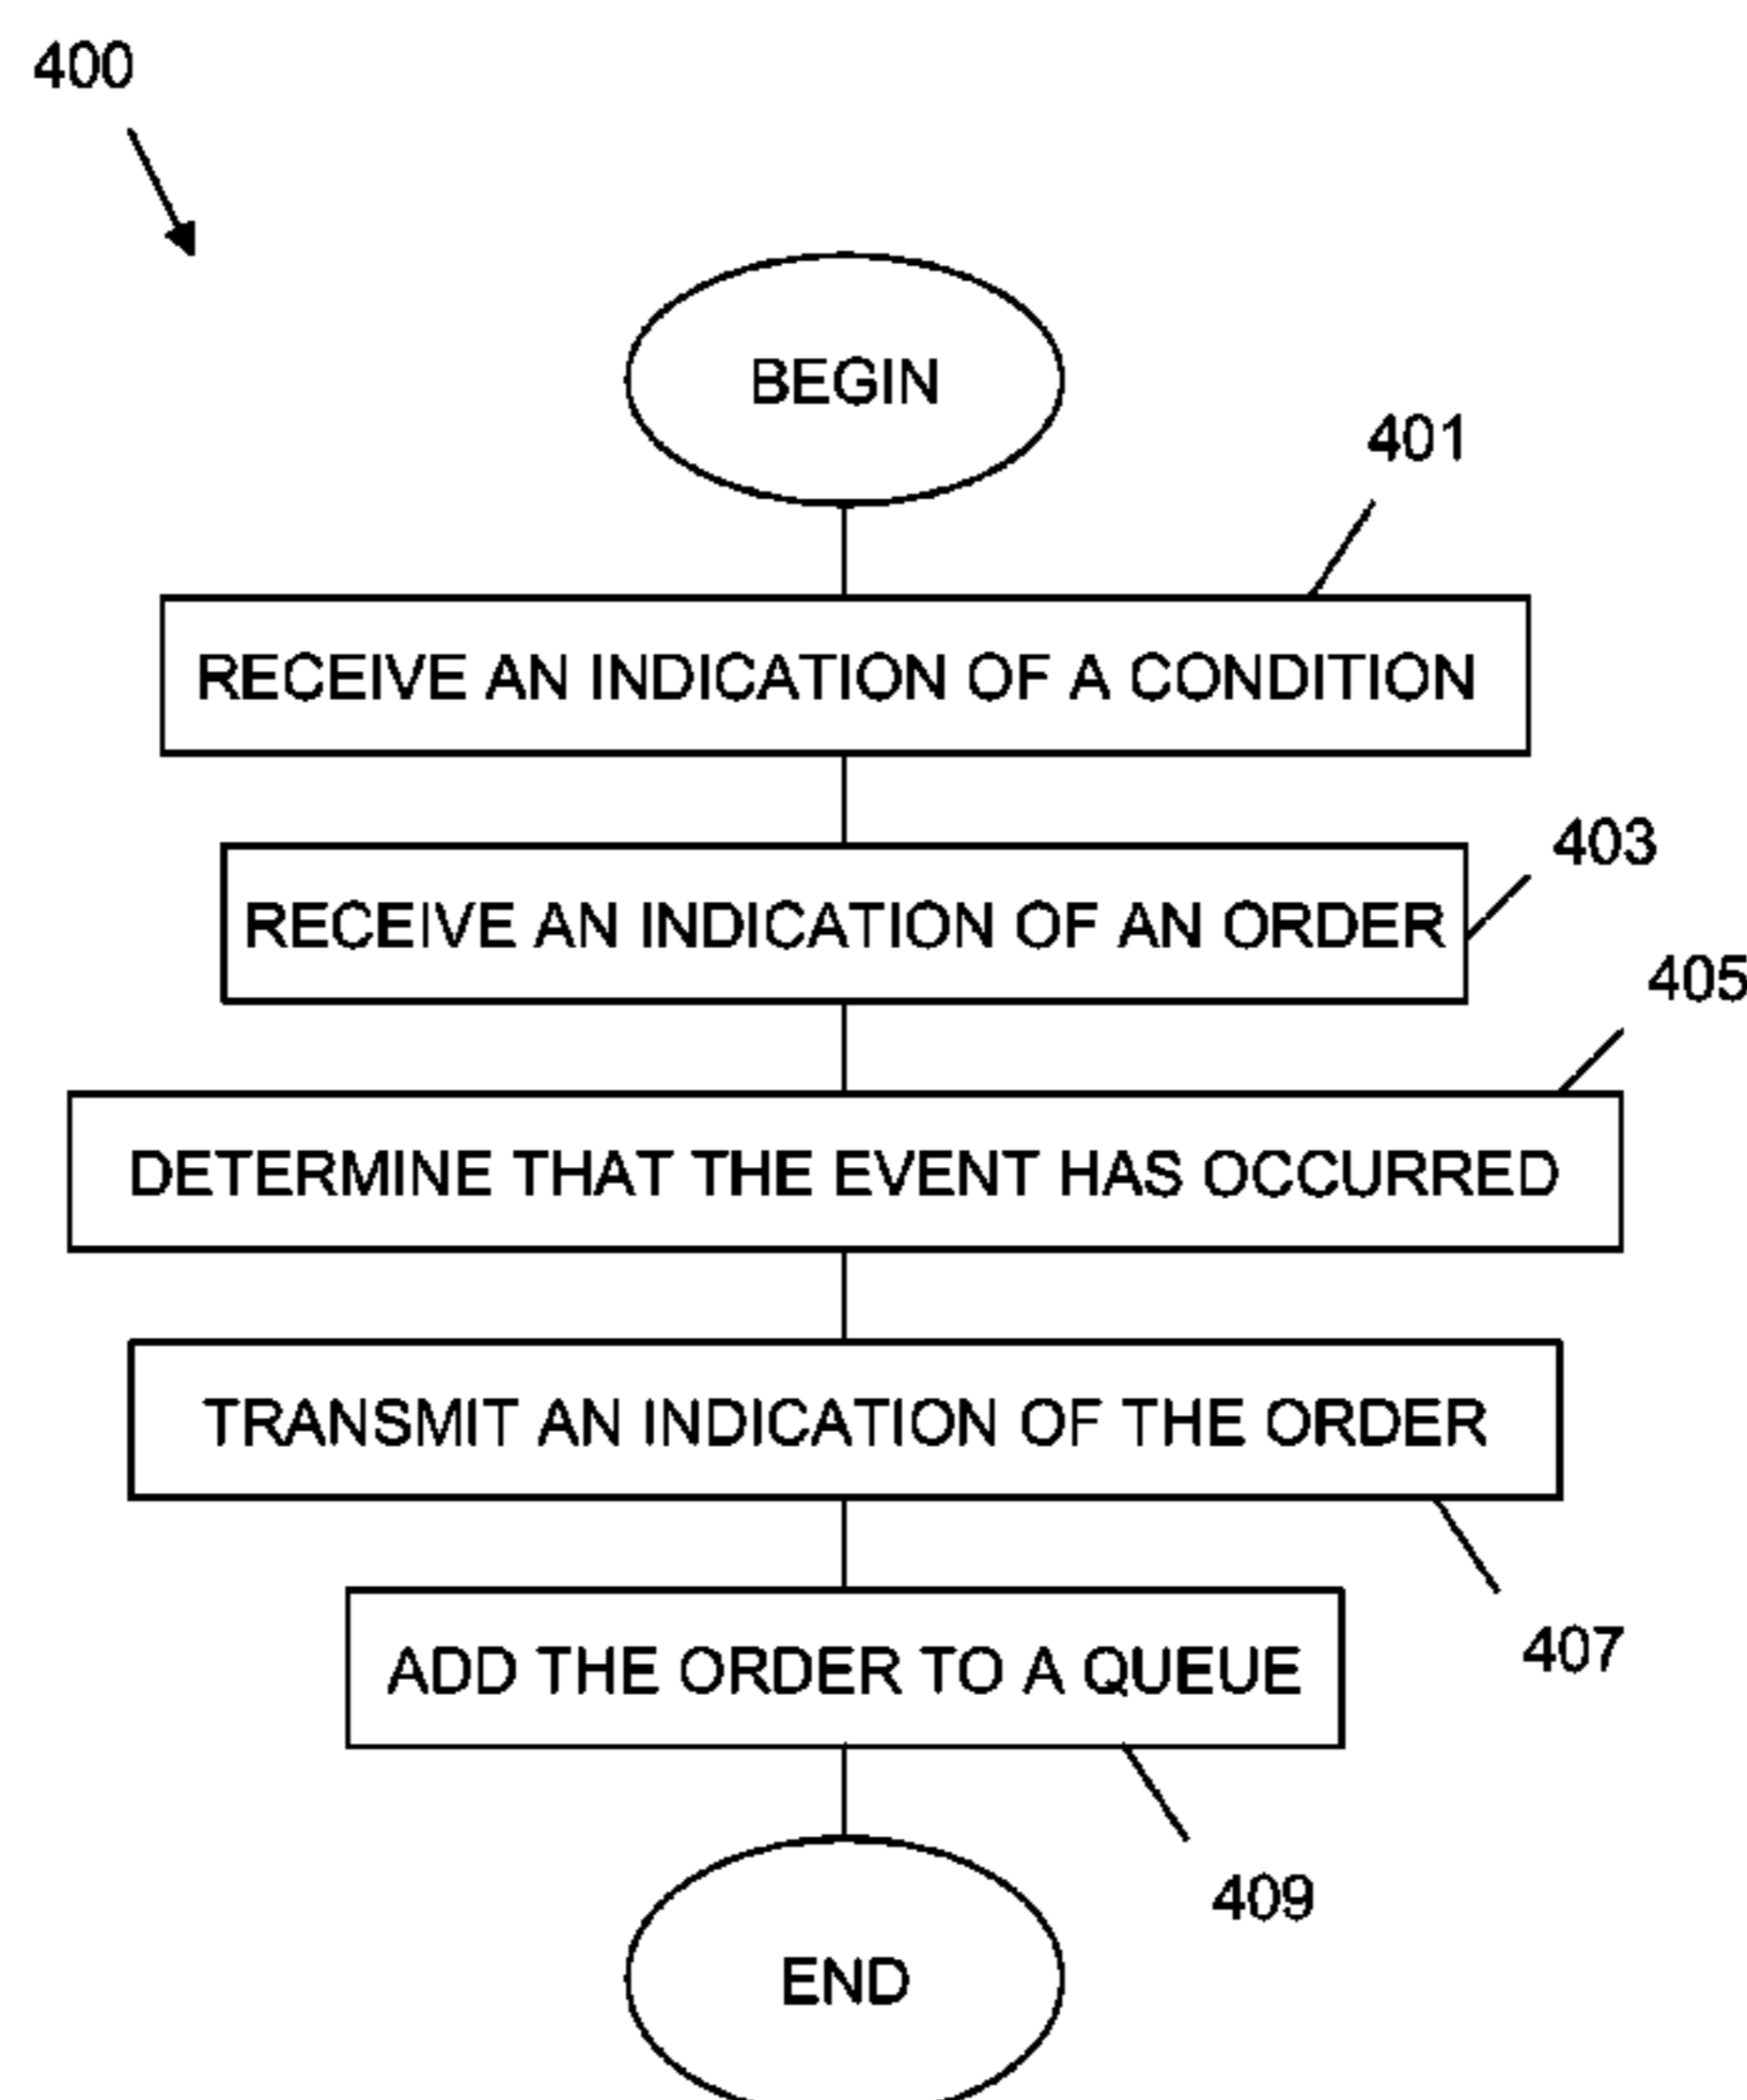 400
BEGIN
401
RECEIVE AN INDICATION OF A CONDITION
403
RECEIVE AN INDICATION OF AN ORDER
405
DETERMINE THAT THE EVENT HAS OCCURRED
TRANSMIT AN INDICATION OF THE ORDER
407
ADD THE ORDER TO A QUEUE
409
END